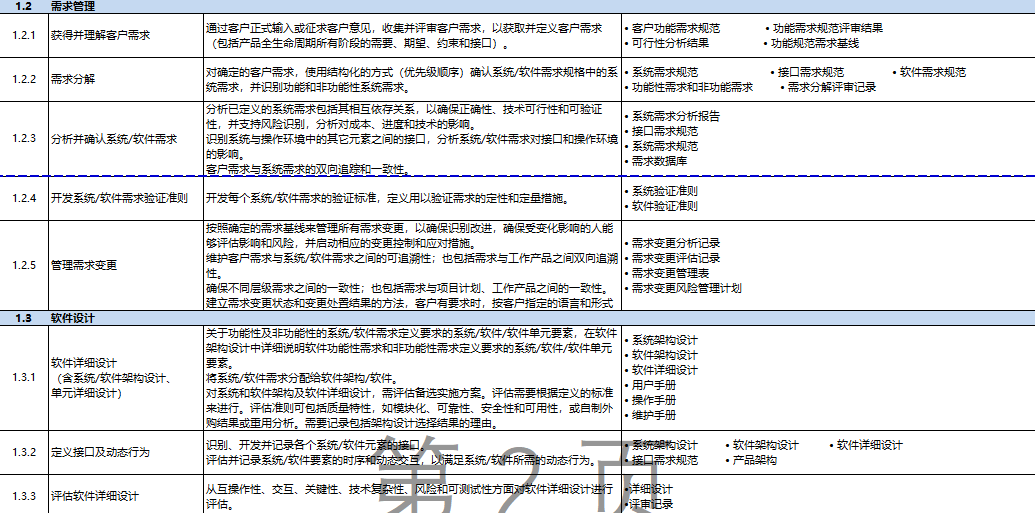 1.2 需求管理
1.2.1 获得并理解客户需求
通过客户正式输入或征求客户意见，收集并评审客户需求，以获取并定义客户需求
（包括产品全生命周期所有阶段的需要、期望、约束和接口）。
• 客户功能需求规范 • 功能需求规范评审结果
• 可行性分析结果 • 功能规范需求基线
1.2.2 需求分解
对确定的客户需求，使用结构化的方式（优先级顺序）确认系统/软件需求规格中的系
统需求，并识别功能和非功能性系统需求。
• 系统需求规范 • 接口需求规范 • 软件需求规范
• 功能性需求和非功能需求 • 需求分解评审记录
1.2.3 分析并确认系统/软件需求
分析已定义的系统需求包括其相互依存关系，以确保正确性、技术可行性和可验证
性，并支持风险识别，分析对成本、进度和技术的影响。
识别系统与操作环境中的其它元素之间的接口，分析系统/软件需求对接口和操作环境
的影响。
客户需求与系统需求的双向追踪和一致性。
• 系统需求分析报告
• 接口需求规范
• 系统需求规范
• 需求数据库
1.2.4 开发系统/软件需求验证准则
开发每个系统/软件需求的验证标准，定义用以验证需求的定性和定量措施。
• 系统验证准则
• 软件验证准则
1.2.5 管理需求变更
按照确定的需求基线来管理所有需求变更，以确保识别改进，确保受变化影响的人能
够评估影响和风险，并启动相应的变更控制和应对措施。
维护客户需求与系统/软件需求之间的可追溯性；也包括需求与工作产品之间双向追溯
性。
确保不同层级需求之间的一致性；也包括需求与项目计划、工作产品之间的一致性。
建立需求变更状态和变更处置结果的方法，客户有要求时，按客户指定的语言和形式
• 需求变更分析记录
• 需求变更评估记录
• 需求变更管理表
• 需求变更风险管理计划
1.3 软件设计
1.3.1 软件详细设计
（含系统/软件架构设计、
单元详细设计）
关于功能性及非功能性的系统/软件需求定义要求的系统/软件/软件单元要素，在软件
架构设计中详细说明软件功能性需求和非功能性需求定义要求的系统/软件/软件单元
要素。
将系统/软件需求分配给软件架构/软件。
对系统和软件架构及软件详细设计，需评估备选实施方案。评估需要根据定义的标准
来进行。评估准则可包括质量特性，如模块化、可靠性、安全性和可用性，或自制外
购结果或重用分析。需要记录包括架构设计选择结果的理由。
• 系统架构设计
• 软件架构设计
• 软件详细设计
• 用户手册
• 操作手册
• 维护手册
1.3.2 定义接口及动态行为
识别、开发并记录各个系统/软件元素的接口。
评估并记录系统/软件要素的时序和动态交互，以满足系统/软件所需的动态行为。
• 系统架构设计 • 软件架构设计 • 软件详细设计
• 接口需求规范 • 产品架构
1.3.3 评估软件详细设计
从互操作性、交互、关键性、技术复杂性、风险和可测试性方面对软件详细设计进行
评估。
•详细设计
•评审记录
第 2 页